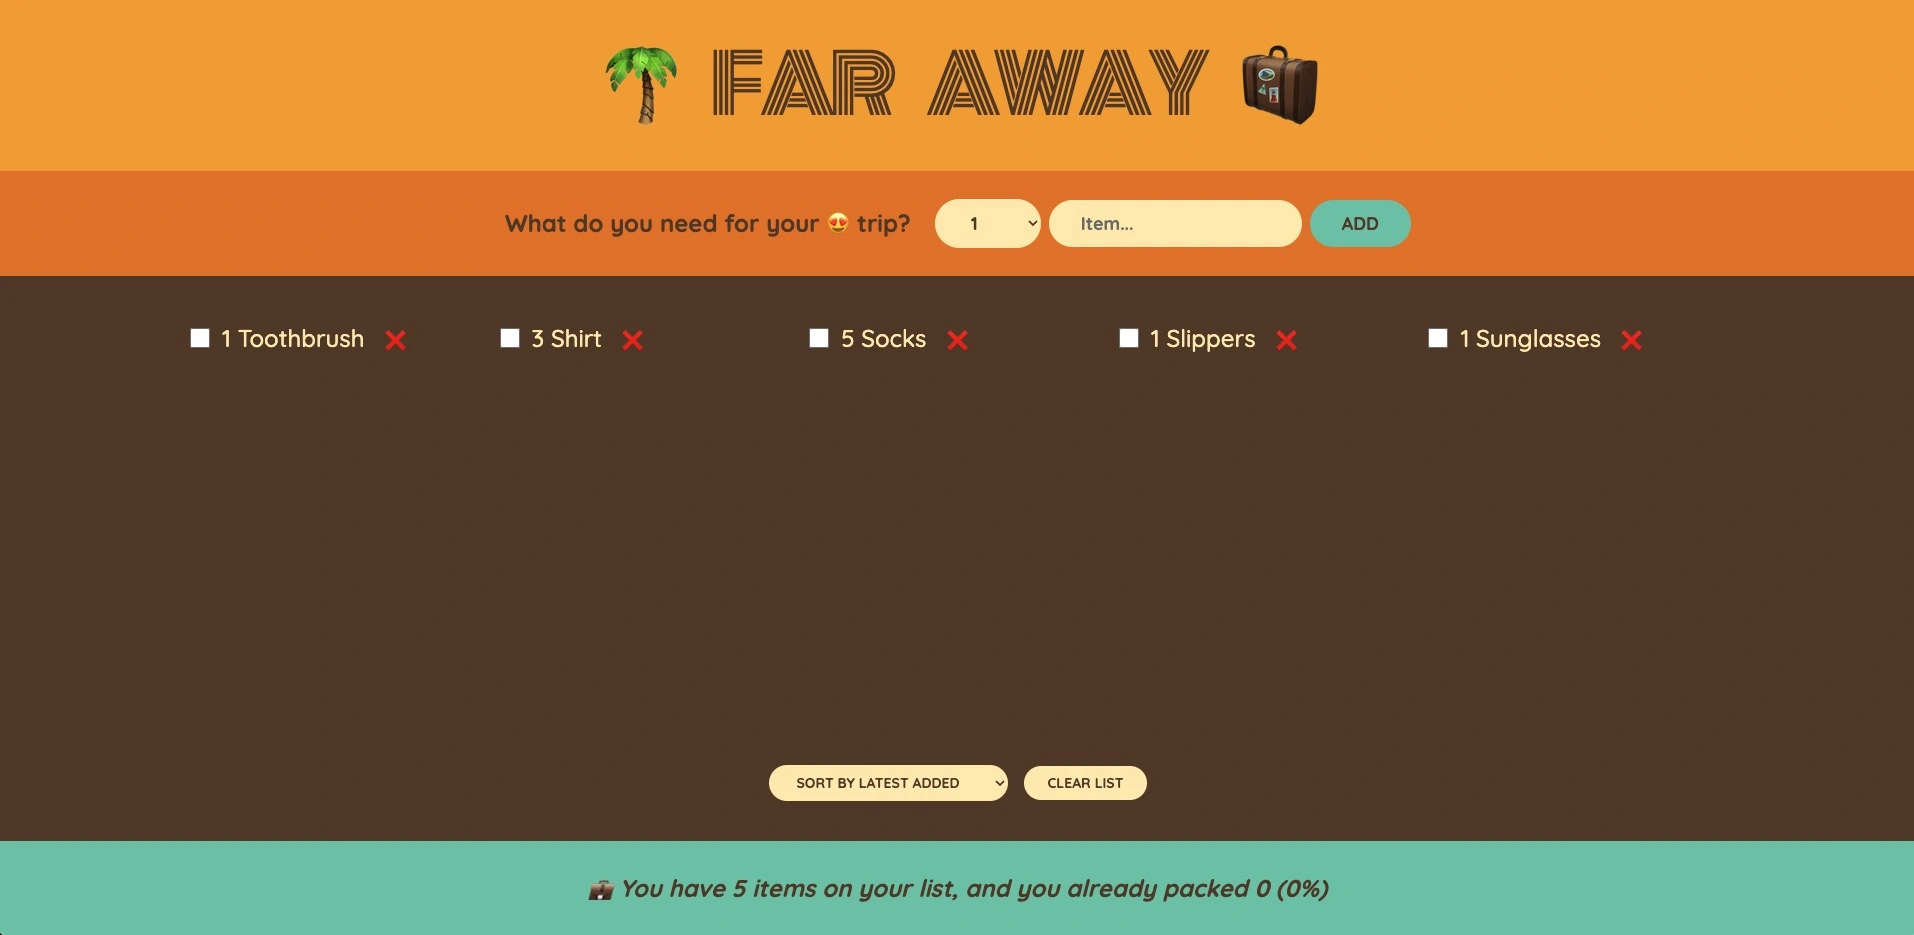 FAR AWAY
What do you need for your 😍 trip? 1 Item... ADD
1 Toothbrush ❌ 3 Shirt ❌ 5 Socks ❌ 1 Slippers ❌ 1 Sunglasses ❌
SORT BY LATEST ADDED CLEAR LIST
💼 You have 5 items on your list, and you already packed 0 (0%)